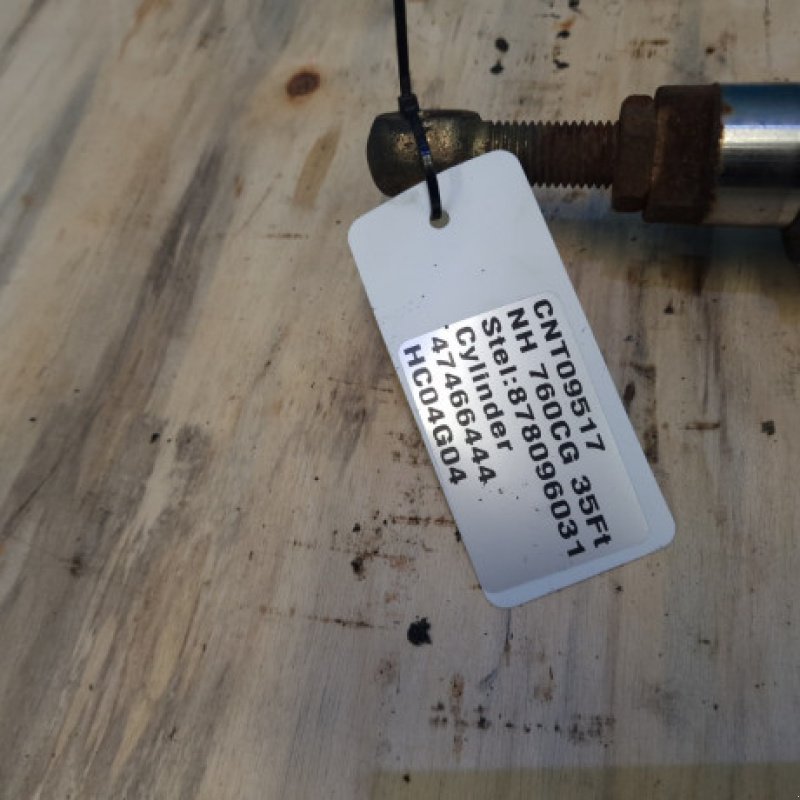 CNT09517
NH 760CG 35Ft
Stel:878096031
Cylinder
47466444
HC04G04